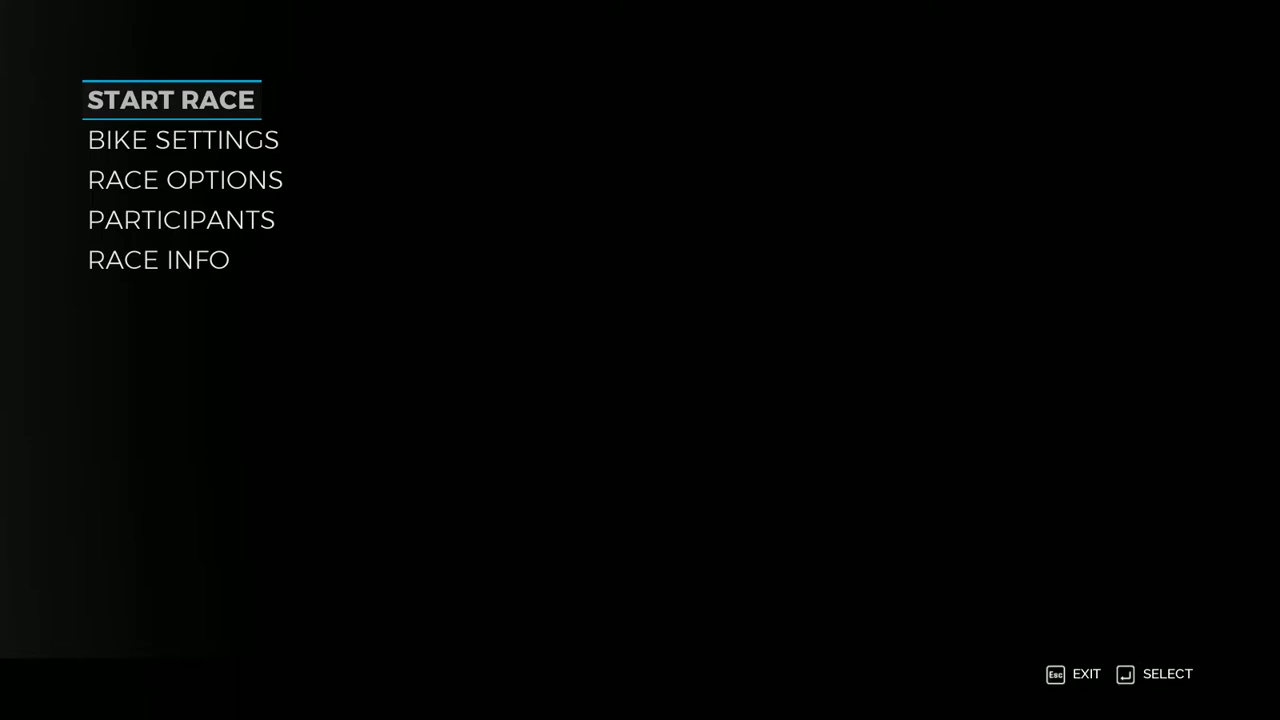 START RACE
BIKE SETTINGS
RACE OPTIONS
PARTICIPANTS
RACE INFO
Esc EXIT SELECT